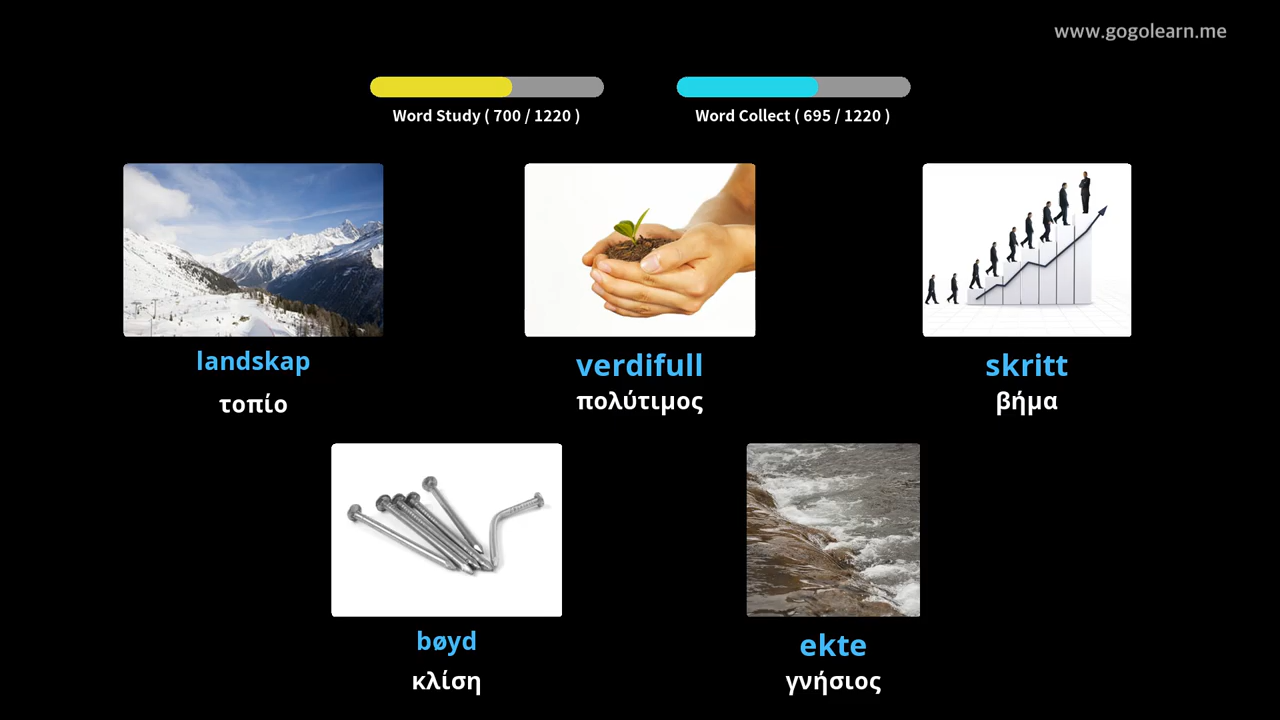 www.gogolearn.me
Word Study ( 700 / 1220 )
Word Collect ( 695 / 1220 )
landskap
τοπίο
verdifull
πολύτιμος
skritt
βήμα
bøyd
κλίση
ekte
γνήσιος